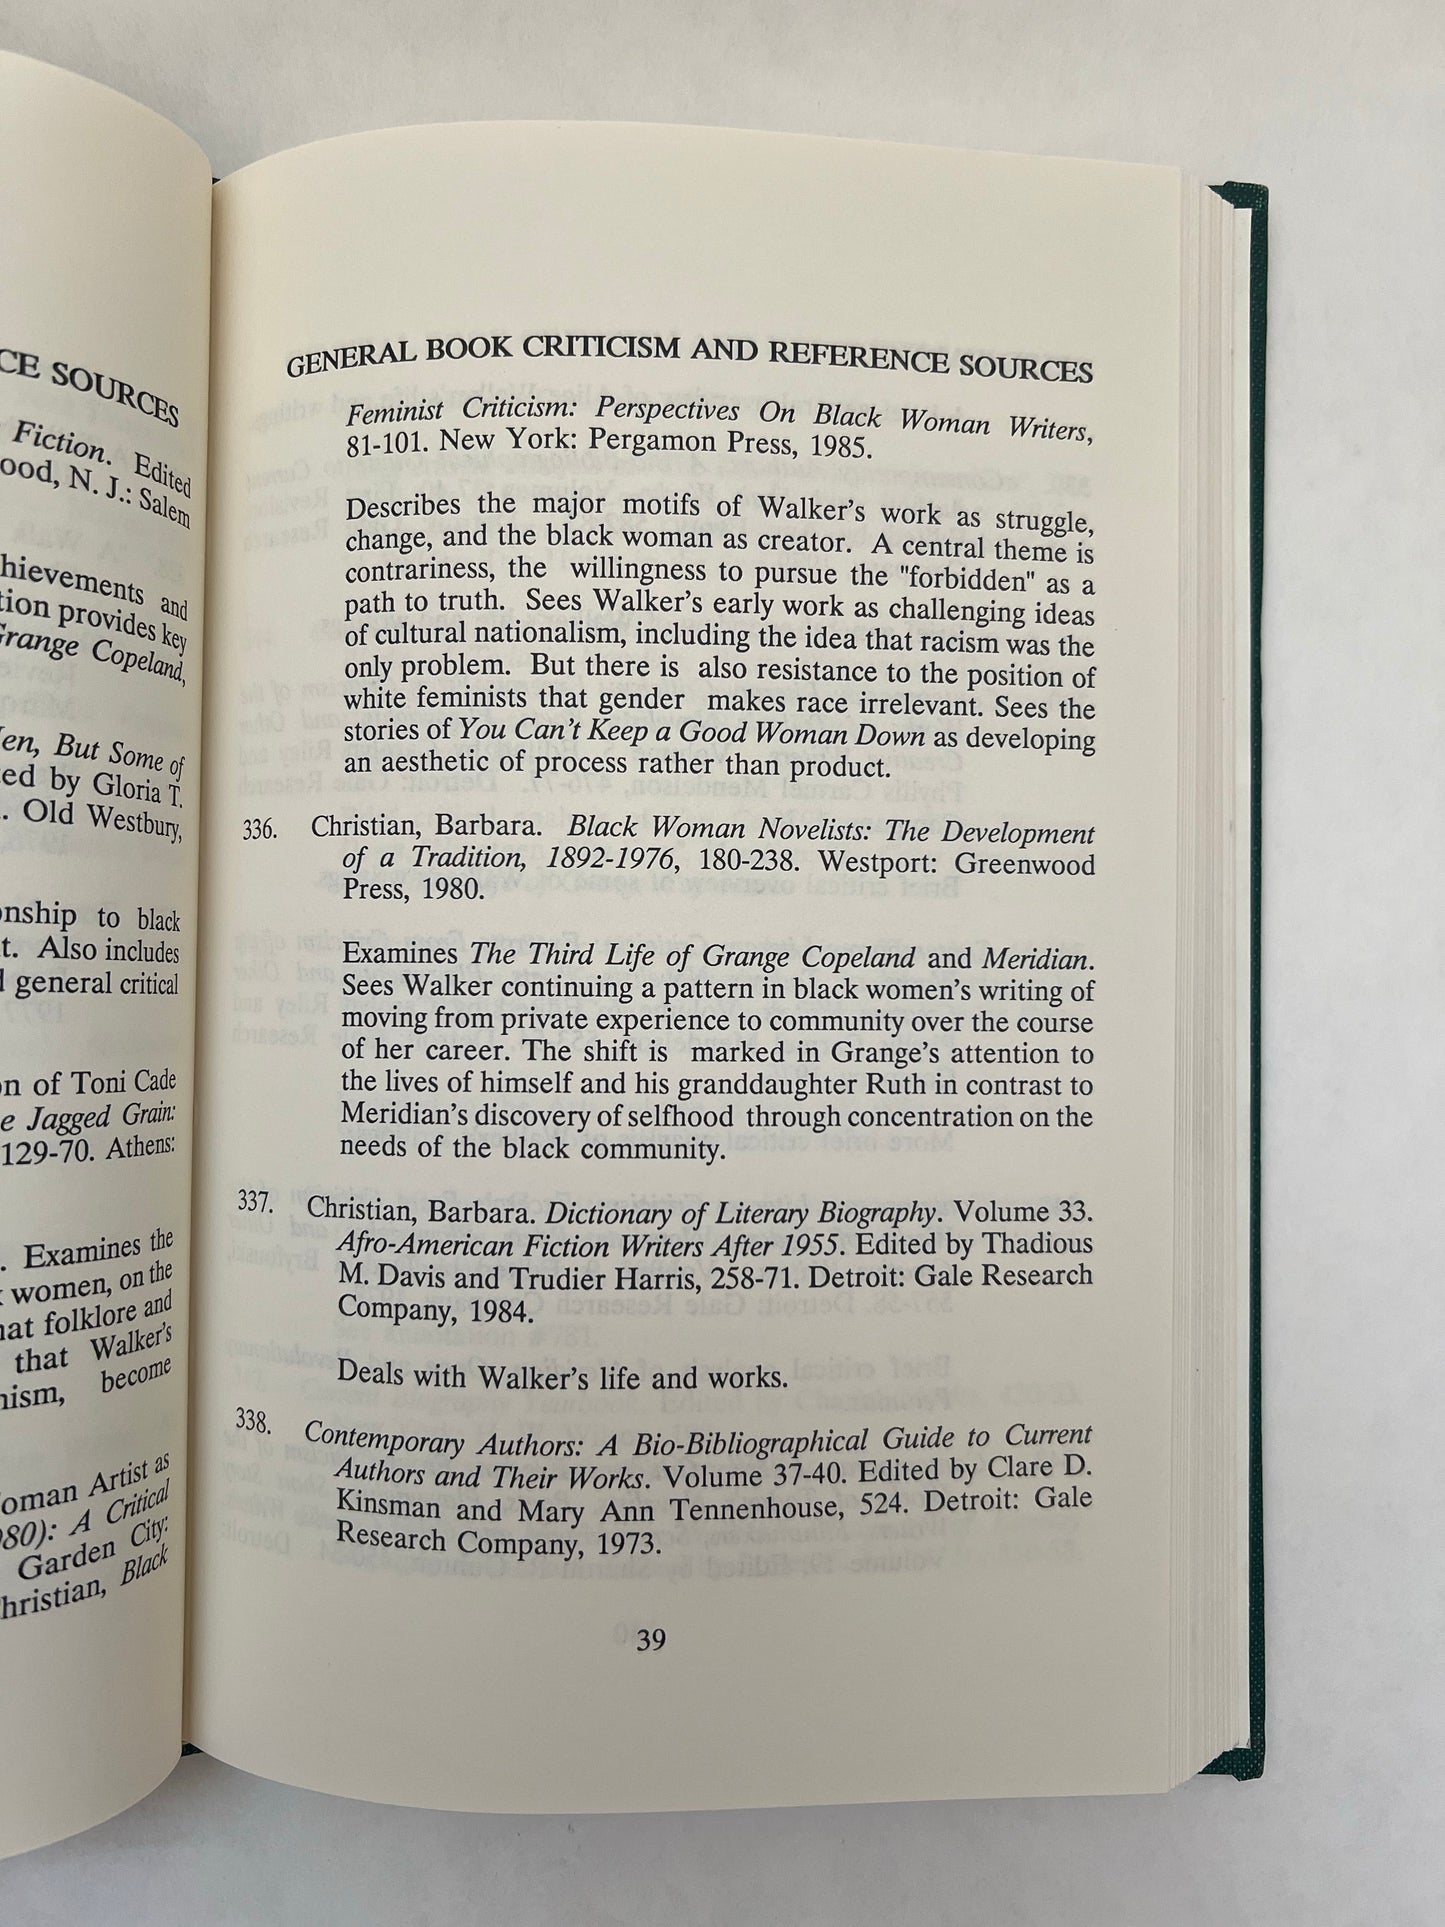 CE SOURCES
Fiction. Edited
ood, N. J.: Salem
hievements and
tion provides key
Grange Copeland,
en, But Some of
ed by Gloria T.
. Old Westbury,
onship to black
t. Also includes
general critical
on of Toni Cade
e Jagged Grain:
129-70. Athens:
. Examines the
women, on the
hat folklore and
that Walker's
nism, become
oman Artist as
980): A Critical
Garden City:
hristian, Black
GENERAL BOOK CRITICISM AND REFERENCE SOURCES
Feminist Criticism: Perspectives On Black Woman Writers,
81-101. New York: Pergamon Press, 1985.
Describes the major motifs of Walker's work as struggle,
change, and the black woman as creator. A central theme is
contrariness, the willingness to pursue the "forbidden" as a
path to truth. Sees Walker's early work as challenging ideas
of cultural nationalism, including the idea that racism was the
only problem. But there is also resistance to the position of
white feminists that gender makes race irrelevant. Sees the
stories of You Can't Keep a Good Woman Down as developing
an aesthetic of process rather than product.
336. Christian, Barbara. Black Woman Novelists: The Development
of a Tradition, 1892-1976, 180-238. Westport: Greenwood
Press, 1980.
Examines The Third Life of Grange Copeland and Meridian.
Sees Walker continuing a pattern in black women's writing of
moving from private experience to community over the course
of her career. The shift is marked in Grange's attention to
the lives of himself and his granddaughter Ruth in contrast to
Meridian's discovery of selfhood through concentration on the
needs of the black community.
337. Christian, Barbara. Dictionary of Literary Biography. Volume 33.
Afro-American Fiction Writers After 1955. Edited by Thadious
M. Davis and Trudier Harris, 258-71. Detroit: Gale Research
Company, 1984.
Deals with Walker's life and works.
338. Contemporary Authors: A Bio-Bibliographical Guide to Current
Authors and Their Works. Volume 37-40. Edited by Clare D.
Kinsman and Mary Ann Tennenhouse, 524. Detroit: Gale
Research Company, 1973.
39